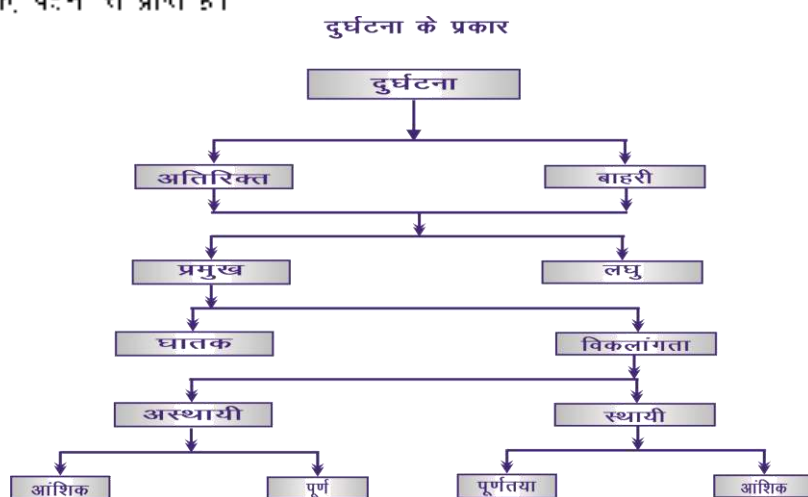 प्राप्त है।
दुर्घटना के प्रकार
दुर्घटना
अतिरिक्त
बाहरी
प्रमुख
लघु
घातक
विकलांगता
अस्थायी
स्थायी
आंशिक
पूर्ण
पूर्णतया
आंशिक